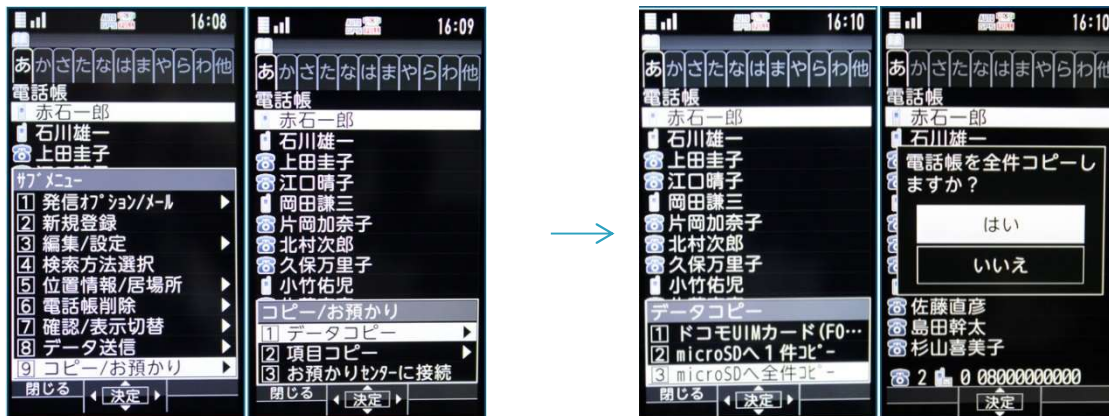 16:08
あかさたなはまやらわ他
電話帳
赤石一郎
石川雄一
上田圭子
サブメニュー
1 発信オプション/メール
2 新規登録
3 編集/設定
4 検索方法選択
5 位置情報/居場所
6 電話帳削除
7 確認/表示切替
8 データ送信
9 コピー/お預かり
閉じる 決定
16:09
あかさたなはまやらわ他
電話帳
赤石一郎
石川雄一
上田圭子
江口晴子
岡田謙三
片岡加奈子
北村次郎
久保万里子
小竹佑児
コピー/お預かり
1 データコピー
2 項目コピー
3 お預かりセンターに接続
閉じる 決定
16:10
あかさたなはまやらわ他
電話帳
赤石一郎
石川雄一
上田圭子
江口晴子
岡田謙三
片岡加奈子
北村次郎
久保万里子
小竹佑児
データコピー
1 ドコモUIMカード(FO…
2 microSDへ1件コピー
3 microSDへ全件コピー
閉じる 決定
16:10
あかさたなはまやらわ他
電話帳
赤石一郎
石川雄一
電話帳を全件コピーし
ますか?
はい
いいえ
佐藤直彦
島田幹太
杉山喜美子
2 0 08000000000
決定